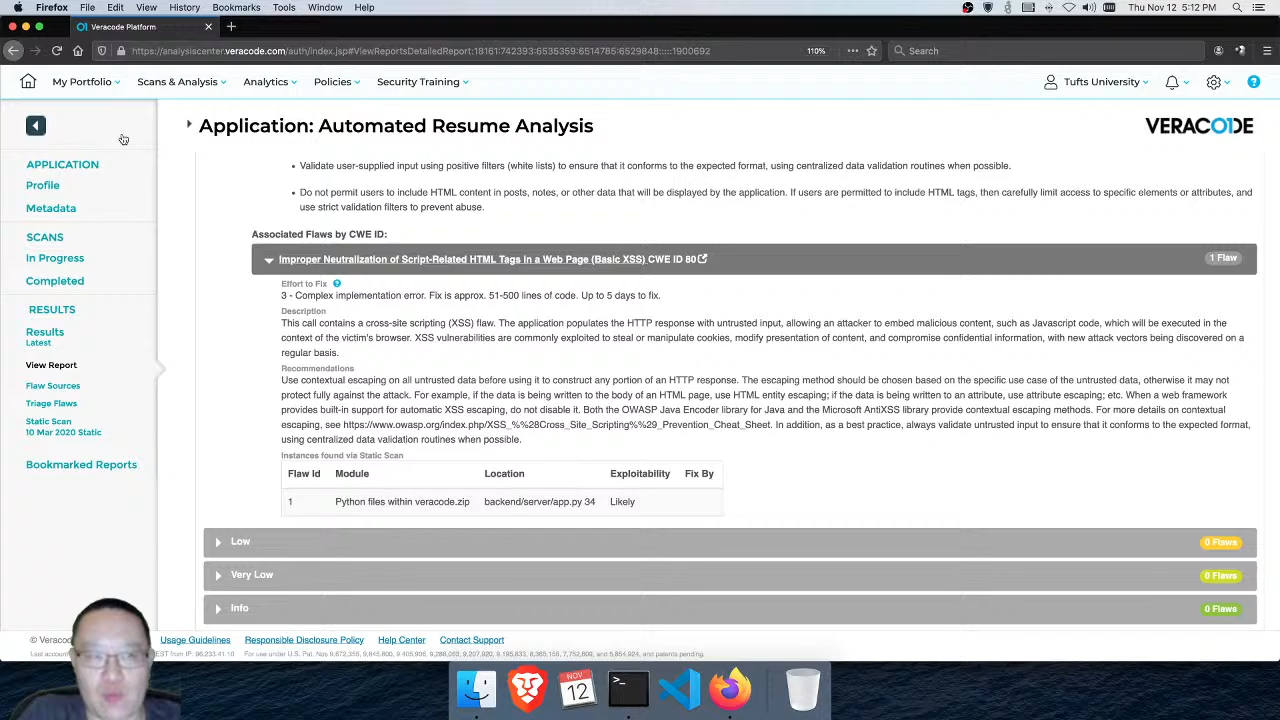 Firefox File Edit View History Bookmarks Tools Window Help Thu Nov 12 5:12 PM
Veracode Platform
https://analysiscenter.veracode.com/auth/index.jsp#ViewReportsDetailedReport:18161:742393:6535359:6514785:6529848:::::1900692 110% Search
My Portfolio Scans & Analysis Analytics Policies Security Training Tufts University
Application: Automated Resume Analysis VERACODE
APPLICATION
Profile
Metadata
SCANS
In Progress
Completed
RESULTS
Results
Latest
View Report
Flaw Sources
Triage Flaws
Static Scan
10 Mar 2020 Static
Bookmarked Reports
• Validate user-supplied input using positive filters (white lists) to ensure that it conforms to the expected format, using centralized data validation routines when possible.
• Do not permit users to include HTML content in posts, notes, or other data that will be displayed by the application. If users are permitted to include HTML tags, then carefully limit access to specific elements or attributes, and
use strict validation filters to prevent abuse.
Associated Flaws by CWE ID:
Improper Neutralization of Script-Related HTML Tags in a Web Page (Basic XSS) CWE ID 80 1 Flaw
Effort to Fix ?
3 - Complex implementation error. Fix is approx. 51-500 lines of code. Up to 5 days to fix.
Description
This call contains a cross-site scripting (XSS) flaw. The application populates the HTTP response with untrusted input, allowing an attacker to embed malicious content, such as Javascript code, which will be executed in the
context of the victim's browser. XSS vulnerabilities are commonly exploited to steal or manipulate cookies, modify presentation of content, and compromise confidential information, with new attack vectors being discovered on a
regular basis.
Recommendations
Use contextual escaping on all untrusted data before using it to construct any portion of an HTTP response. The escaping method should be chosen based on the specific use case of the untrusted data, otherwise it may not
protect fully against the attack. For example, if the data is being written to the body of an HTML page, use HTML entity escaping; if the data is being written to an attribute, use attribute escaping; etc. When a web framework
provides built-in support for automatic XSS escaping, do not disable it. Both the OWASP Java Encoder library for Java and the Microsoft AntiXSS library provide contextual escaping methods. For more details on contextual
escaping, see https://www.owasp.org/index.php/XSS_%%28Cross_Site_Scripting%%29_Prevention_Cheat_Sheet. In addition, as a best practice, always validate untrusted input to ensure that it conforms to the expected format,
using centralized data validation routines when possible.
Instances found via Static Scan
Flaw Id Module Location Exploitability Fix By
1 Python files within veracode.zip backend/server/app.py 34 Likely
Low 0 Flaws
Very Low 0 Flaws
Info 0 Flaws
© Verac Usage Guidelines Responsible Disclosure Policy Help Center Contact Support
Last accou EST from IP: 96.233.41.10 For use under U.S. Pat. Nos
NOV
12